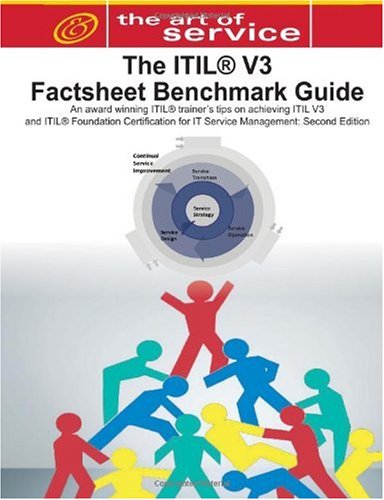 the art of
service
The ITIL® V3
Factsheet Benchmark Guide
An award winning ITIL® trainer's tips on achieving ITIL V3
and ITIL® Foundation Certification for IT Service Management: Second Edition
Continual
Service
Improvement
Service
Transition
Service
Strategy
Service
Design
Service
Operation